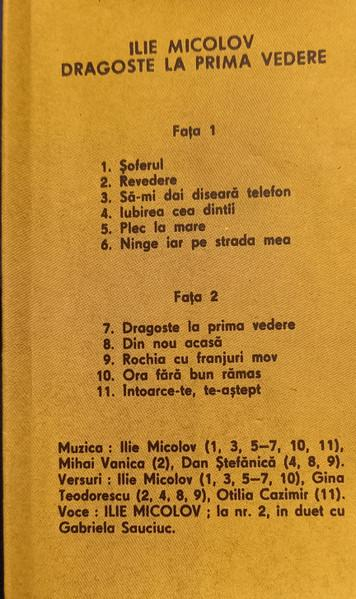 ILIE MICOLOV
DRAGOSTE LA PRIMA VEDERE
Fața 1
1. Șoferul
2. Revedere
3. Să-mi dai diseară telefon
4. Iubirea cea dintîi
5. Plec la mare
6. Ninge iar pe strada mea
Fața 2
7. Dragoste la prima vedere
8. Din nou acasă
9. Rochia cu franjuri mov
10. Ora fără bun rămas
11. Intoarce-te, te-aștept
Muzica : Ilie Micolov (1, 3, 5–7, 10, 11),
Mihai Vanica (2), Dan Ștefănică (4, 8, 9).
Versuri : Ilie Micolov (1, 3, 5–7, 10), Gina
Teodorescu (2, 4, 8, 9), Otilia Cazimir (11).
Voce : ILIE MICOLOV ; la nr. 2, in duet cu
Gabriela Sauciuc.